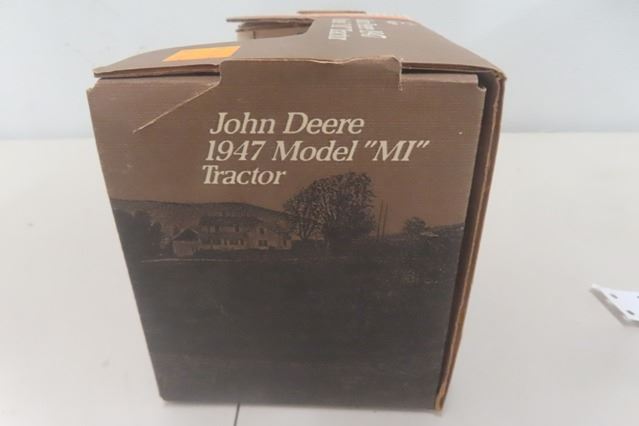 John Deere
1947 Model "MI"
Tractor